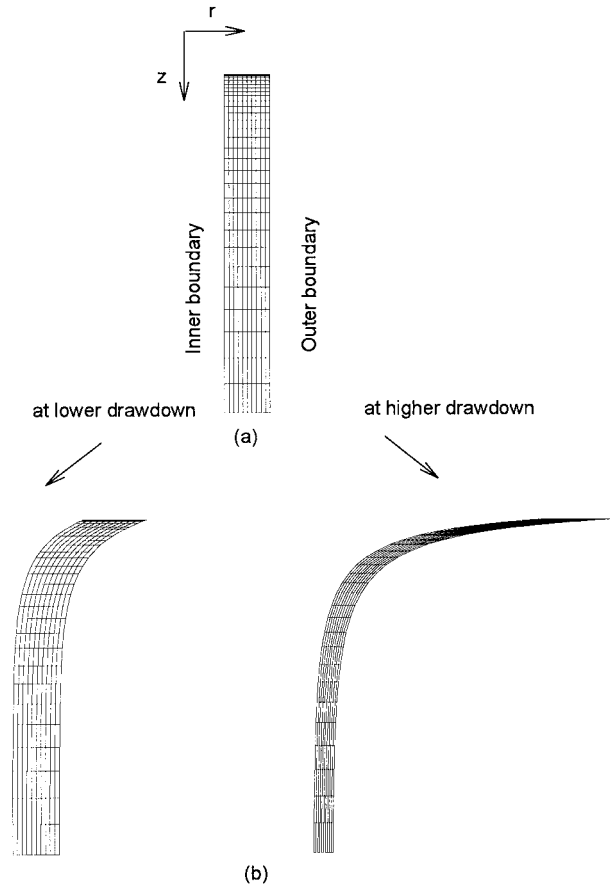 r
z
Inner boundary
Outer boundary
at lower drawdown
at higher drawdown
(a)
(b)